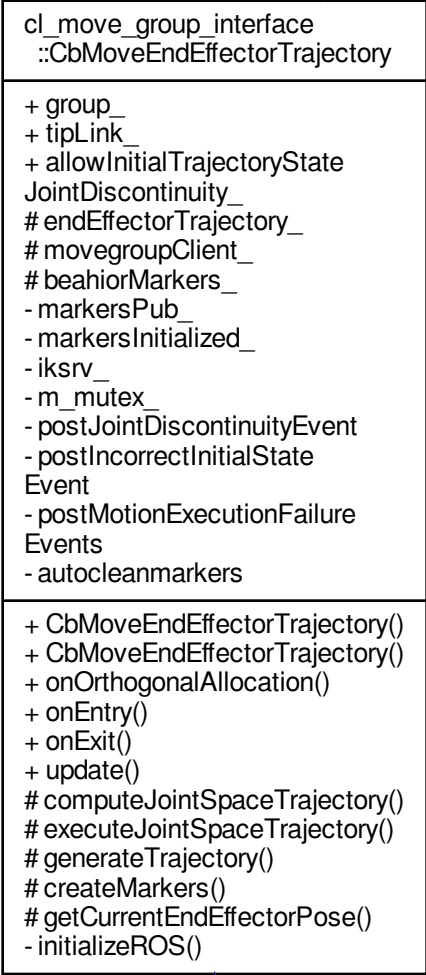 cl_move_group_interface
::CbMoveEndEffectorTrajectory
+ group_
+ tipLink_
+ allowInitialTrajectoryState
JointDiscontinuity_
# endEffectorTrajectory_
# movegroupClient_
# beahiorMarkers_
- markersPub_
- markersInitialized_
- iksrv_
- m_mutex_
- postJointDiscontinuityEvent
- postIncorrectInitialState
Event
- postMotionExecutionFailure
Events
- autocleanmarkers
+ CbMoveEndEffectorTrajectory()
+ CbMoveEndEffectorTrajectory()
+ onOrthogonalAllocation()
+ onEntry()
+ onExit()
+ update()
# computeJointSpaceTrajectory()
# executeJointSpaceTrajectory()
# generateTrajectory()
# createMarkers()
# getCurrentEndEffectorPose()
- initializeROS()